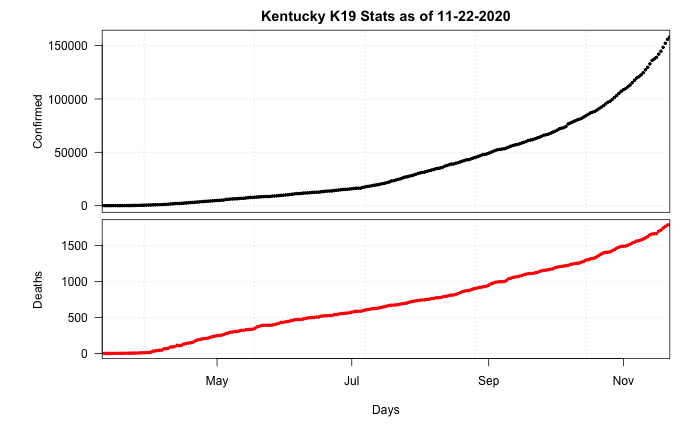 Kentucky K19 Stats as of 11-22-2020
150000
100000
50000
0
Confirmed
1500
1000
500
0
Deaths
May Jul Sep Nov
Days